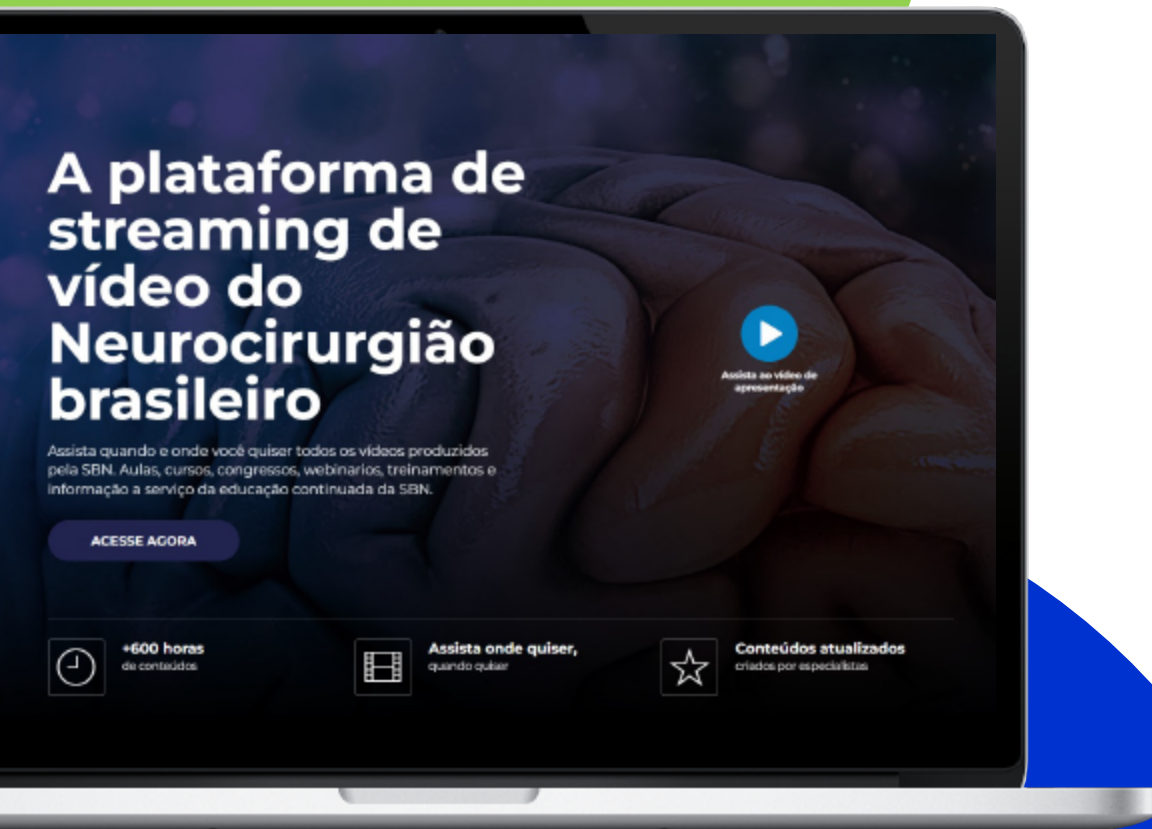 A plataforma de
streaming de
vídeo do
Neurocirurgião
brasileiro
Assista quando e onde você quiser todos os vídeos produzidos
pela SBN. Aulas, cursos, congressos, webinarios, treinamentos e
informação a serviço da educação continuada da SBN.
ACESSE AGORA
Assista ao vídeo de
apresentação
+600 horas
de conteúdos
Assista onde quiser,
quando quiser
Conteúdos atualizados
criados por especialistas